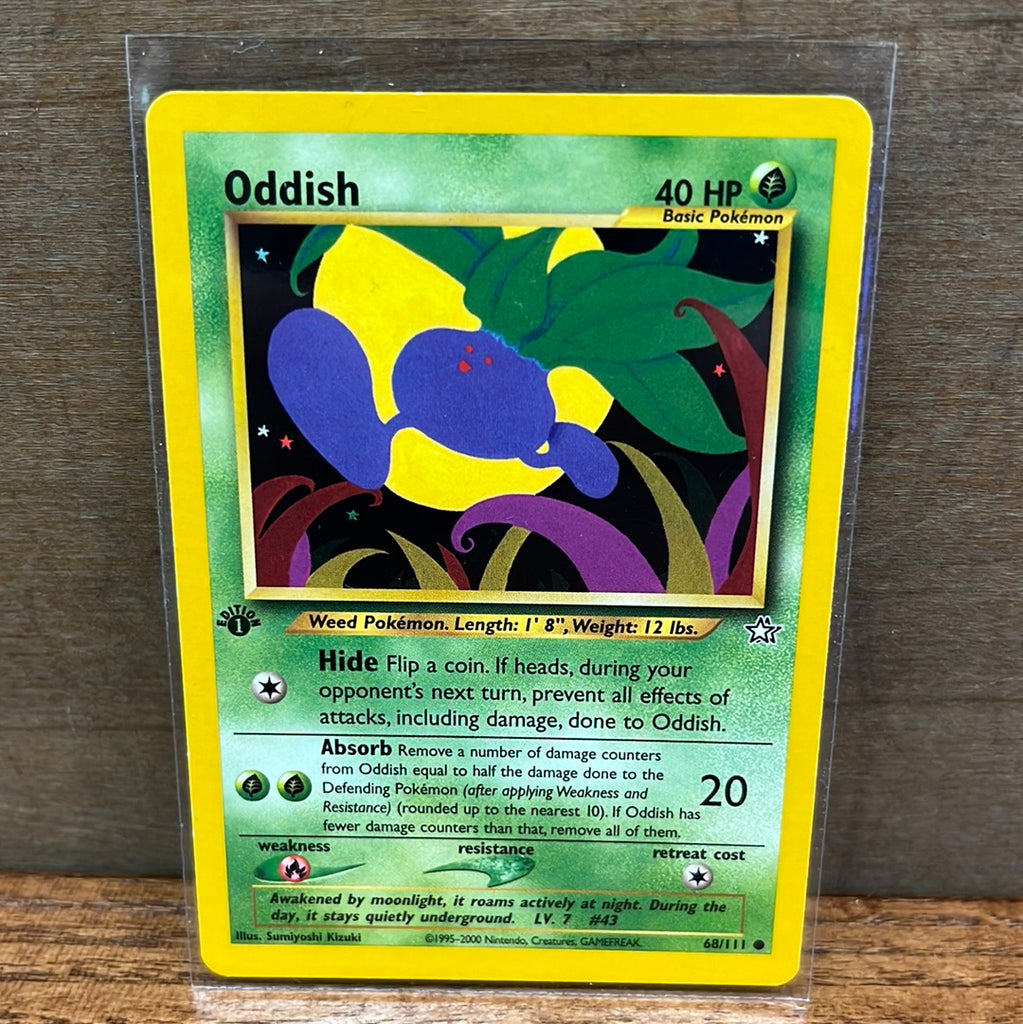 Oddish
40 HP
Basic Pokémon
EDITION
1
Weed Pokémon. Length: 1' 8", Weight: 12 lbs.
Hide Flip a coin. If heads, during your
opponent's next turn, prevent all effects of
attacks, including damage, done to Oddish.
Absorb Remove a number of damage counters
from Oddish equal to half the damage done to the
Defending Pokémon (after applying Weakness and
Resistance) (rounded up to the nearest 10). If Oddish has
fewer damage counters than that, remove all of them.
20
weakness
resistance
retreat cost
Awakened by moonlight, it roams actively at night. During the
day, it stays quietly underground. LV. 7 #43
Illus. Sumiyoshi Kizuki
©1995-2000 Nintendo, Creatures, GAMEFREAK.
68/111